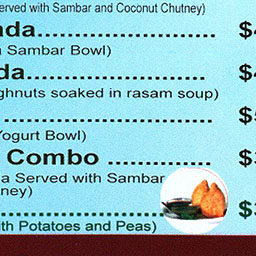 erved with Sambar and Coconut Chutney)
ada........................ $
a Sambar Bowl)
da........................... $
ghnuts soaked in rasam soup)
.............................. $
Yogurt Bowl)
Combo .............. $
a Served with Sambar
ney)
.............................. $
th Potatoes and Peas)